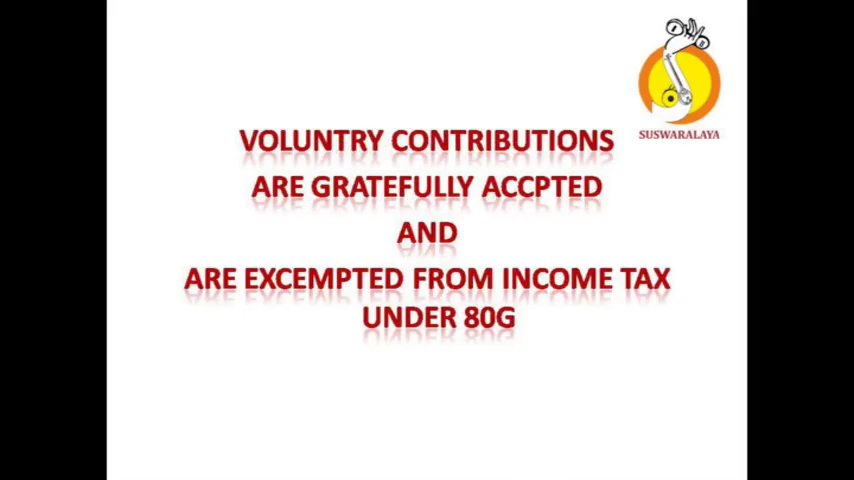 SUSWARALAYA
VOLUNTRY CONTRIBUTIONS
ARE GRATEFULLY ACCPTED
AND
ARE EXCEMPTED FROM INCOME TAX
UNDER 80G